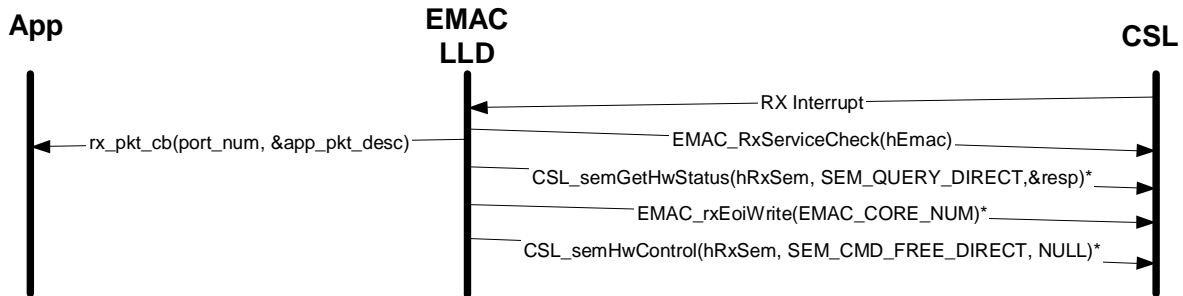 App
EMAC
LLD
CSL
RX Interrupt
rx_pkt_cb(port_num, &app_pkt_desc)
EMAC_RxServiceCheck(hEmac)
CSL_semGetHwStatus(hRxSem, SEM_QUERY_DIRECT,&resp)*
EMAC_rxEoiWrite(EMAC_CORE_NUM)*
CSL_semHwControl(hRxSem, SEM_CMD_FREE_DIRECT, NULL)*